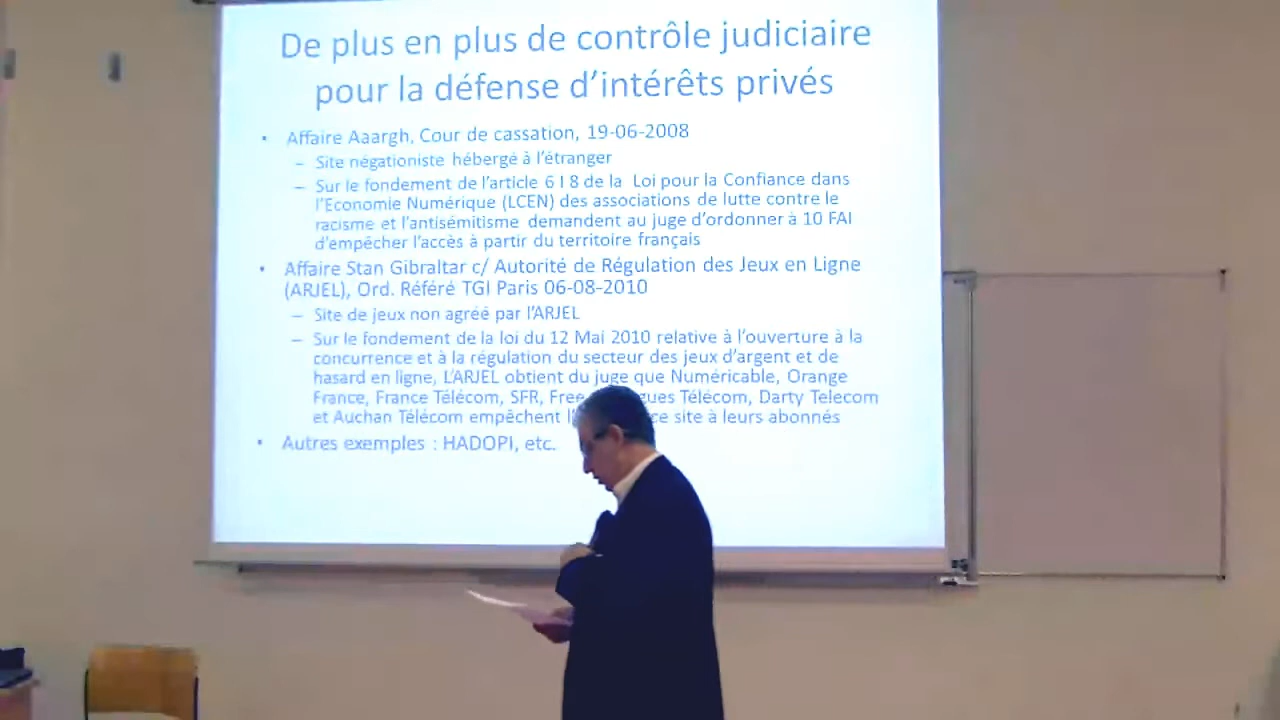 De plus en plus de contrôle judiciaire
pour la défense d'intérêts privés
• Affaire Aaargh, Cour de cassation, 19-06-2008
– Site négationiste hébergé à l'étranger
– Sur le fondement de l'article 6 I 8 de la Loi pour la Confiance dans
l'Economie Numérique (LCEN) des associations de lutte contre le
racisme et l'antisémitisme demandent au juge d'ordonner à 10 FAI
d'empêcher l'accès à partir du territoire français
• Affaire Stan Gibraltar c/ Autorité de Régulation des Jeux en Ligne
(ARJEL), Ord. Référé TGI Paris 06-08-2010
– Site de jeux non agréé par l'ARJEL
– Sur le fondement de la loi du 12 Mai 2010 relative à l'ouverture à la
concurrence et à la régulation du secteur des jeux d'argent et de
hasard en ligne, L'ARJEL obtient du juge que Numéricable, Orange
France, France Télécom, SFR, Free Télécom, Darty Telecom
et Auchan Télécom empêchent ce site à leurs abonnés
• Autres exemples : HADOPI, etc.